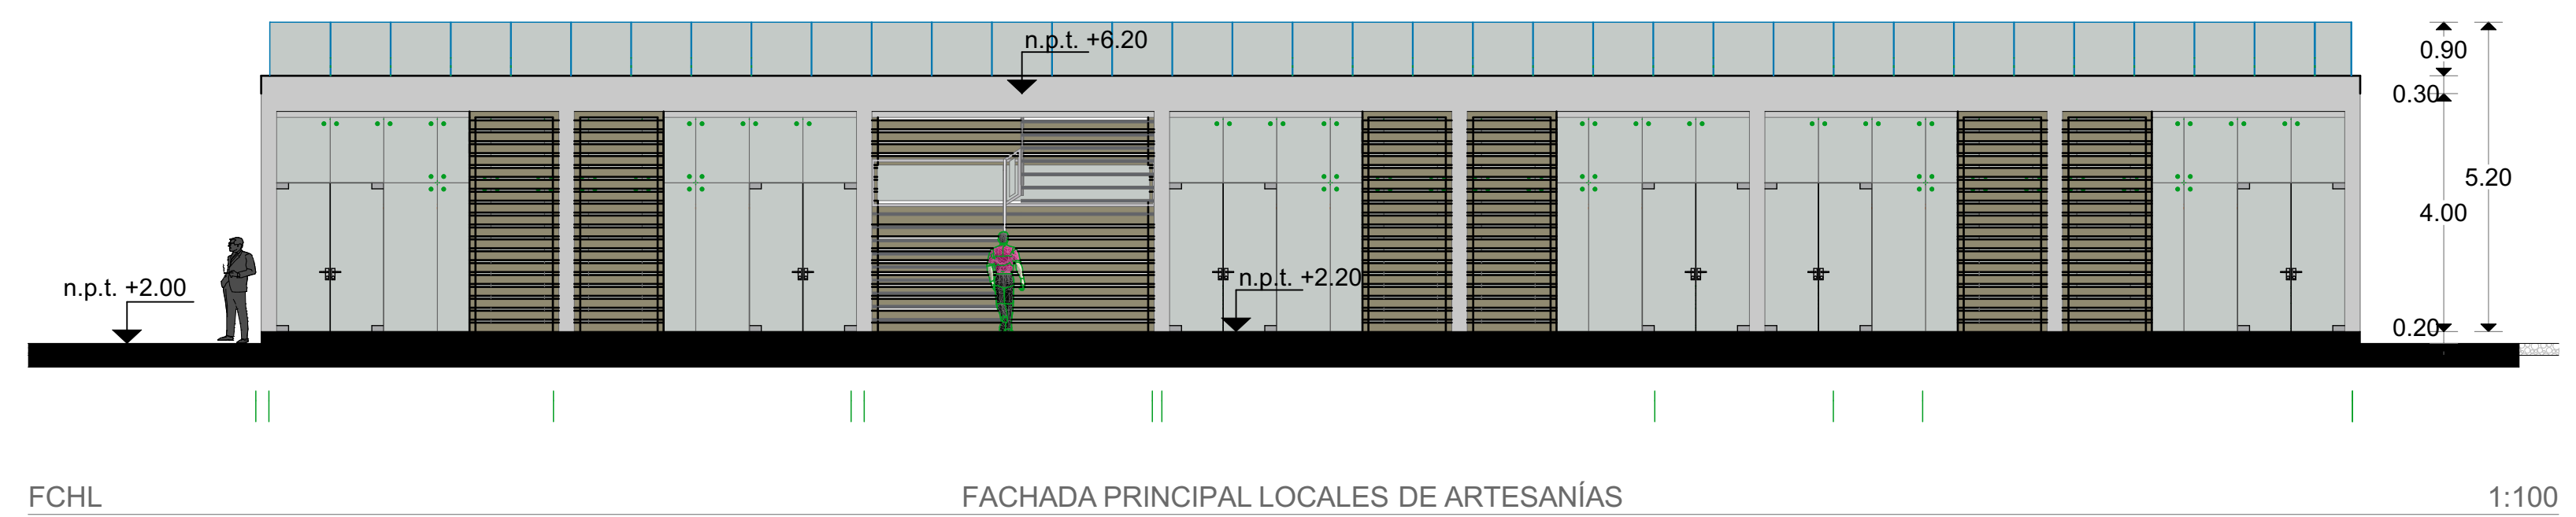 n.p.t. +6.20
0.90
0.30
5.20
4.00
n.p.t. +2.00
n.p.t. +2.20
0.20
FCHL
FACHADA PRINCIPAL LOCALES DE ARTESANÍAS
1:100